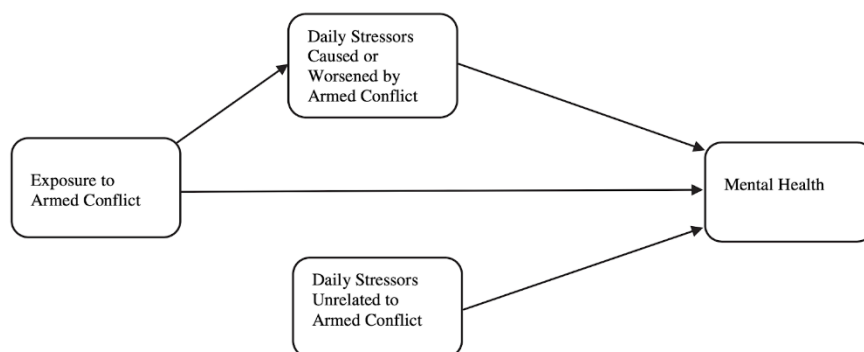 Daily Stressors
Caused or
Worsened by
Armed Conflict
Exposure to
Armed Conflict
Mental Health
Daily Stressors
Unrelated to
Armed Conflict